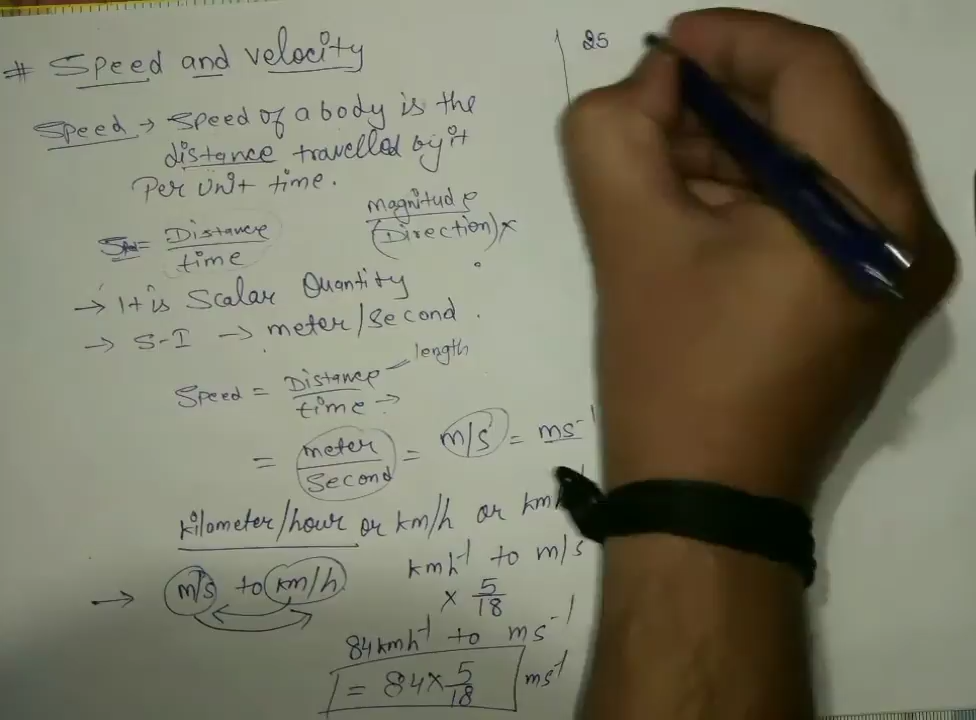 # Speed and velocity
Speed → Speed of a body is the
distance travelled by it
Per Unit time.
magnitude
(Direction) x
= Distance
time
→ It is Scalar Quantity
→ S-I → meter/Second.
Speed = Distance length
time →
= meter = m/s = ms⁻¹
Second
kilometer/hour or km/h or kmh
→ m/s to km/h
kmh⁻¹ to m/s
× 5/18
84 kmh⁻¹ to ms⁻¹
= 84 × 5/18 ms⁻¹
25